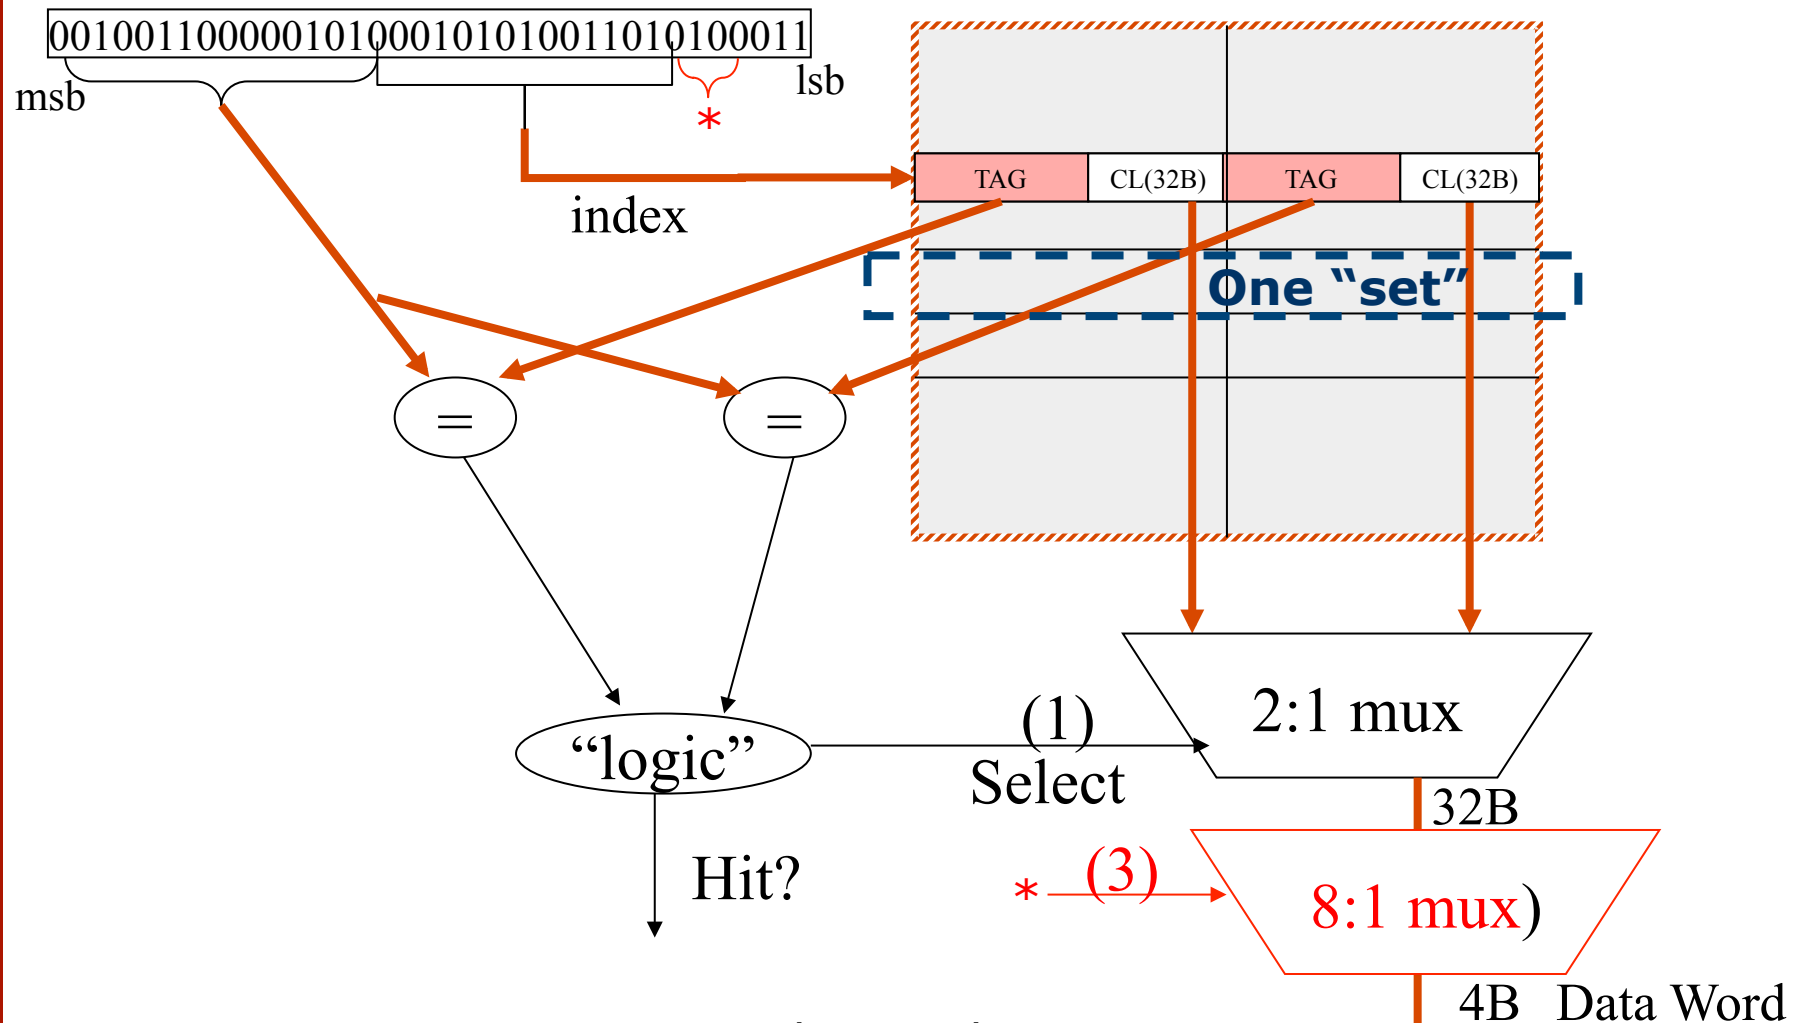 001001100000101000101010011010100011
msb
lsb
*
index
TAG
CL(32B)
TAG
CL(32B)
One “set”
=
=
“logic”
(1)
Select
2:1 mux
32B
Hit?
*
(3)
8:1 mux)
4B Data Word